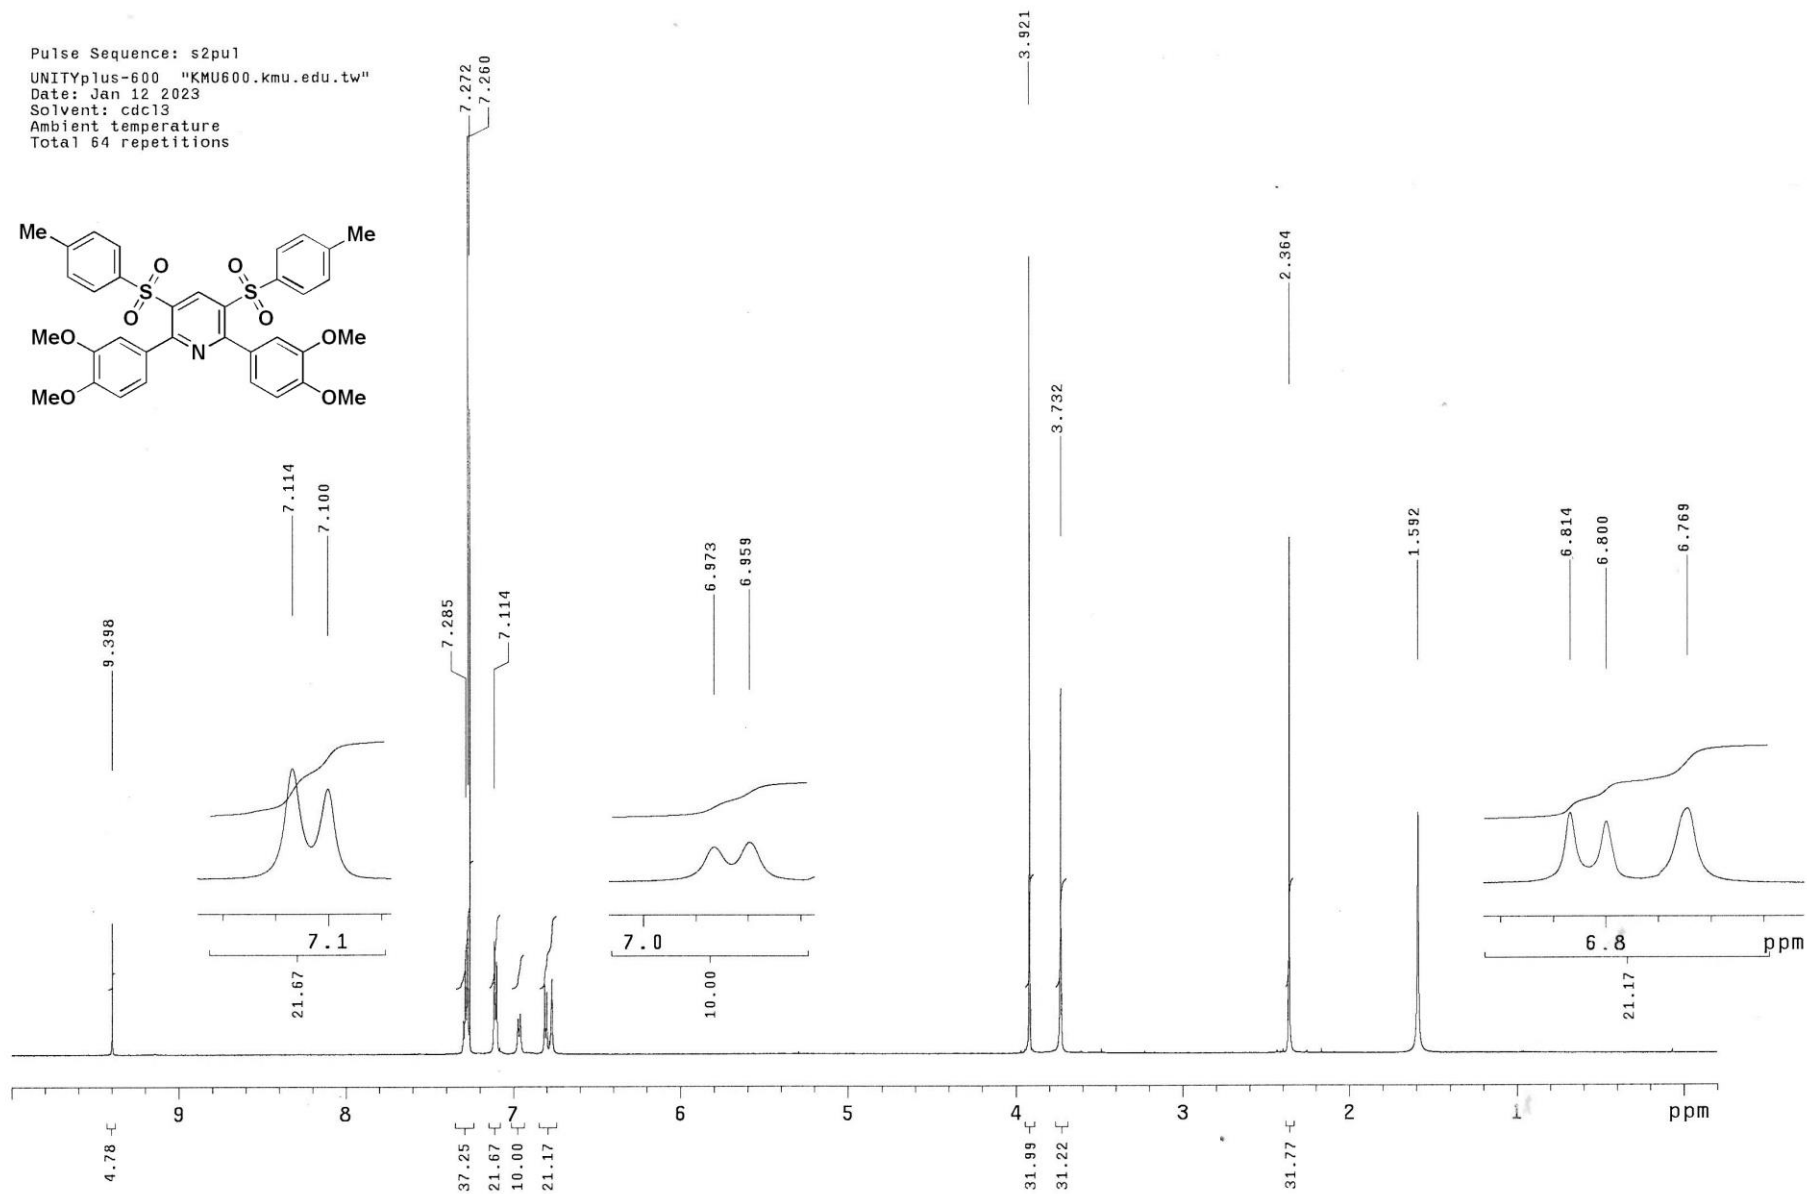 Pulse Sequence: s2pul
UNITYplus-600 "KMU600.kmu.edu.tw"
Date: Jan 12 2023
Solvent: cdcl3
Ambient temperature
Total 64 repetitions
Me
Me
O
O
S
S
O
O
MeO
OMe
N
MeO
OMe
9.398
7.114
7.100
7.285
7.272
7.260
7.114
6.973
6.959
3.921
3.732
2.364
1.592
6.814
6.800
6.769
7.1
21.67
7.0
10.00
6.8
ppm
21.17
9
8
7
6
5
4
3
2
1
ppm
4.78
37.25
21.67
10.00
21.17
31.99
31.22
31.77